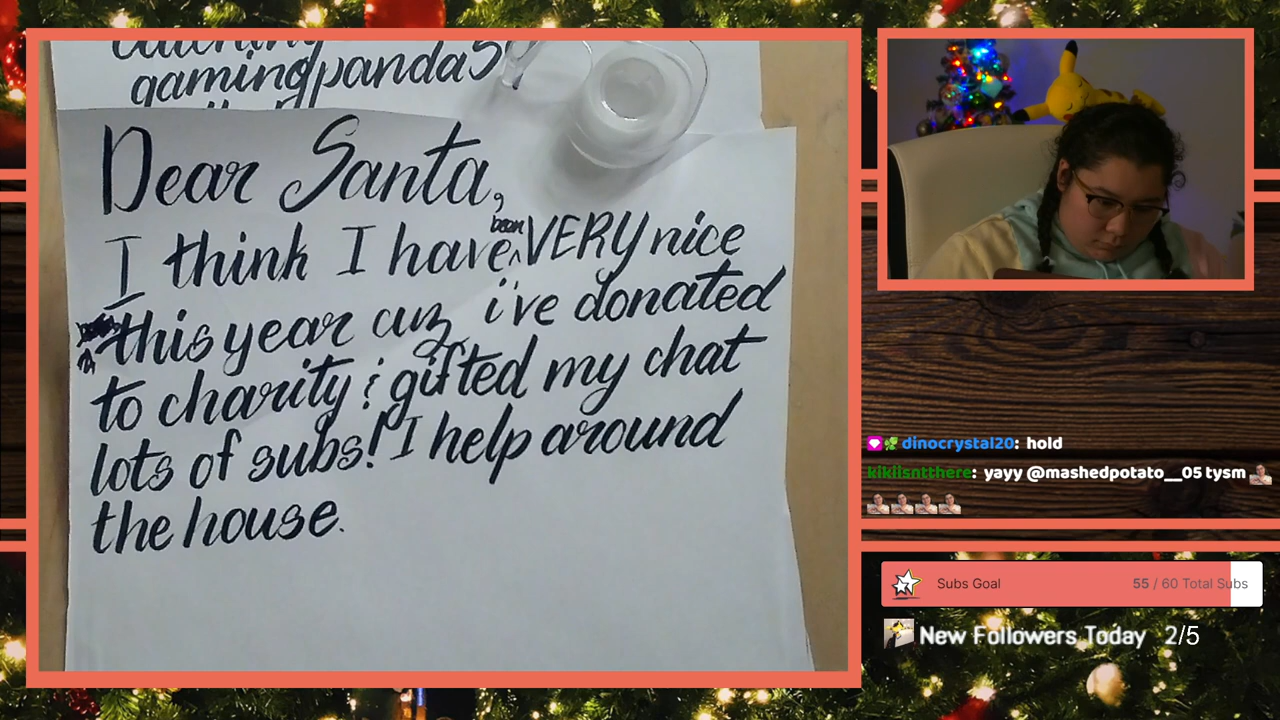 catching
gamingpanda5
Dear Santa,
I think I have been VERY nice
this year cuz i've donated
to charity & gifted my chat
lots of subs! I help around
the house.
dinocrystal20: hold
kikiisntthere: yayy @mashedpotato__05 tysm
Subs Goal 55 / 60 Total Subs
New Followers Today 2/5